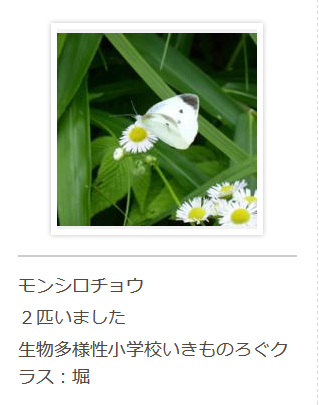 モンシロチョウ
２匹いました
生物多様性小学校いきものろぐク
ラス：堀